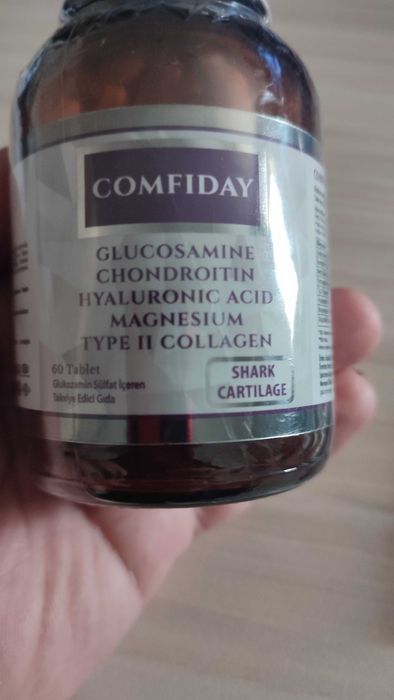 COMFIDAY
GLUCOSAMINE
CHONDROITIN
HYALURONIC ACID
MAGNESIUM
TYPE II COLLAGEN
60 Tablet
Glukozamin Sülfat İçeren
Takviye Edici Gıda
SHARK
CARTILAGE